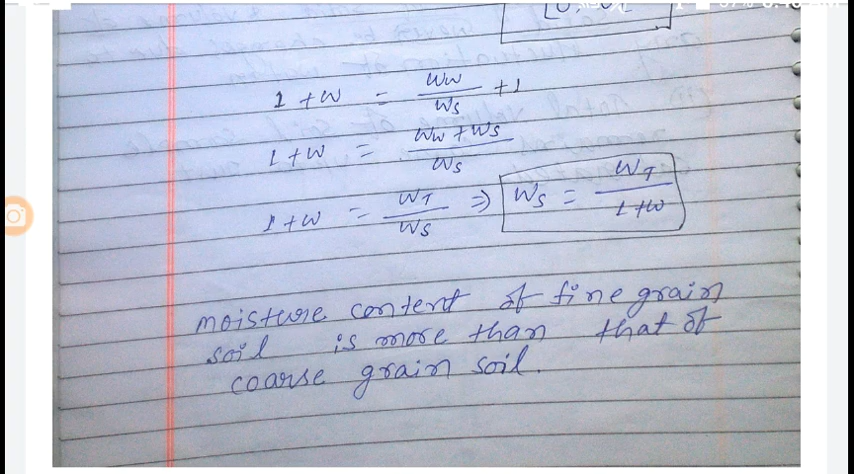 1 + w = Ww/Ws + 1
1 + w = Ww + Ws/Ws
1 + w = WT/Ws ⇒ Ws = WT/1+w
moisture content of fine grain
soil is more than that of
coarse grain soil.